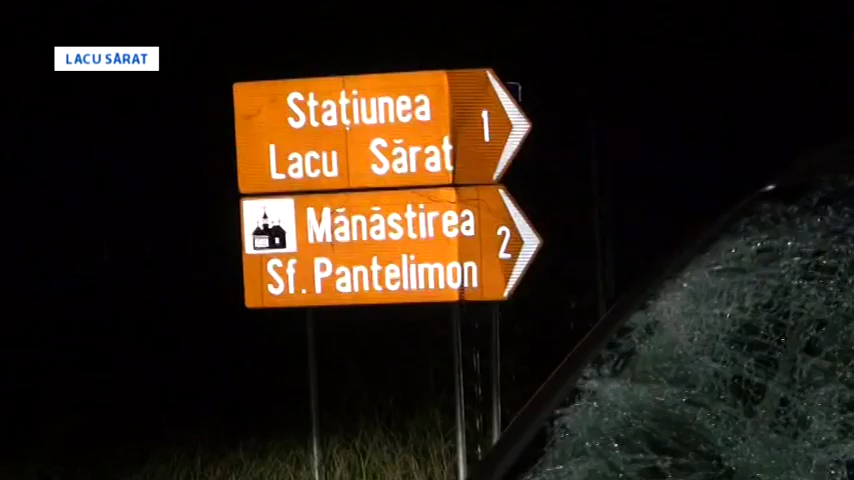 LACU SĂRAT
Stațiunea
Lacu Sărat
1
Mănăstirea
Sf. Pantelimon
2